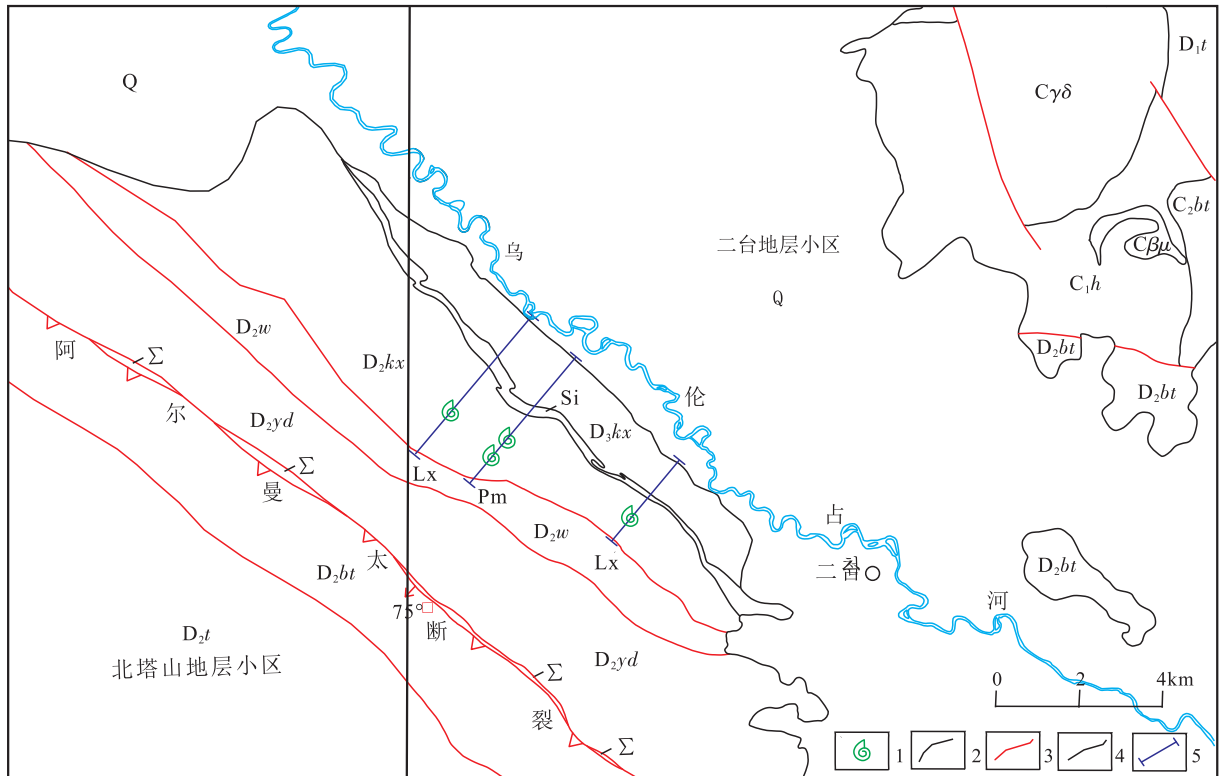 Q
D₁t
Cγδ
C₂bt
Cβμ
乌
二台地层小区
Q
C₁h
D₂w
D₂bt
阿
Σ
D₂kx
D₂bt
尔
Si
伦
D₂yd
D₃kx
Σ
Lx
曼
Pm
占
D₂w
太
Lx
二台
D₂bt
D₂bt
75°
河
断
D₂t
北塔山地层小区
D₂yd
Σ
0 2 4km
裂
Σ
1 2 3 4 5